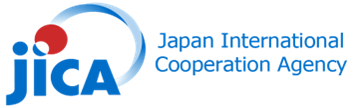 jICA
Japan International
Cooperation Agency